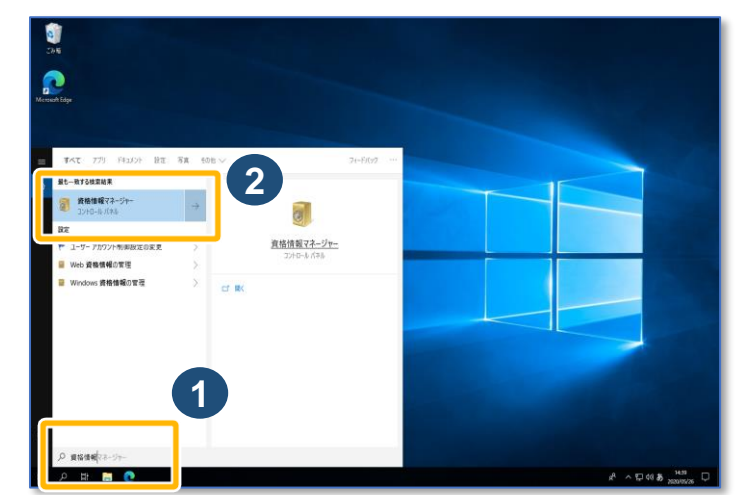 ごみ箱
Microsoft Edge
すべて アプリ ドキュメント 設定 写真 その他 フィードバック ...
最も一致する検索結果
2
資格情報マネージャー
コントロール パネル
資格情報マネージャー
コントロール パネル
設定
ユーザー アカウント制御設定の変更
Web 資格情報の管理
Windows 資格情報の管理
開く
1
資格情報マネージャー
あ
14:39
2020/05/26